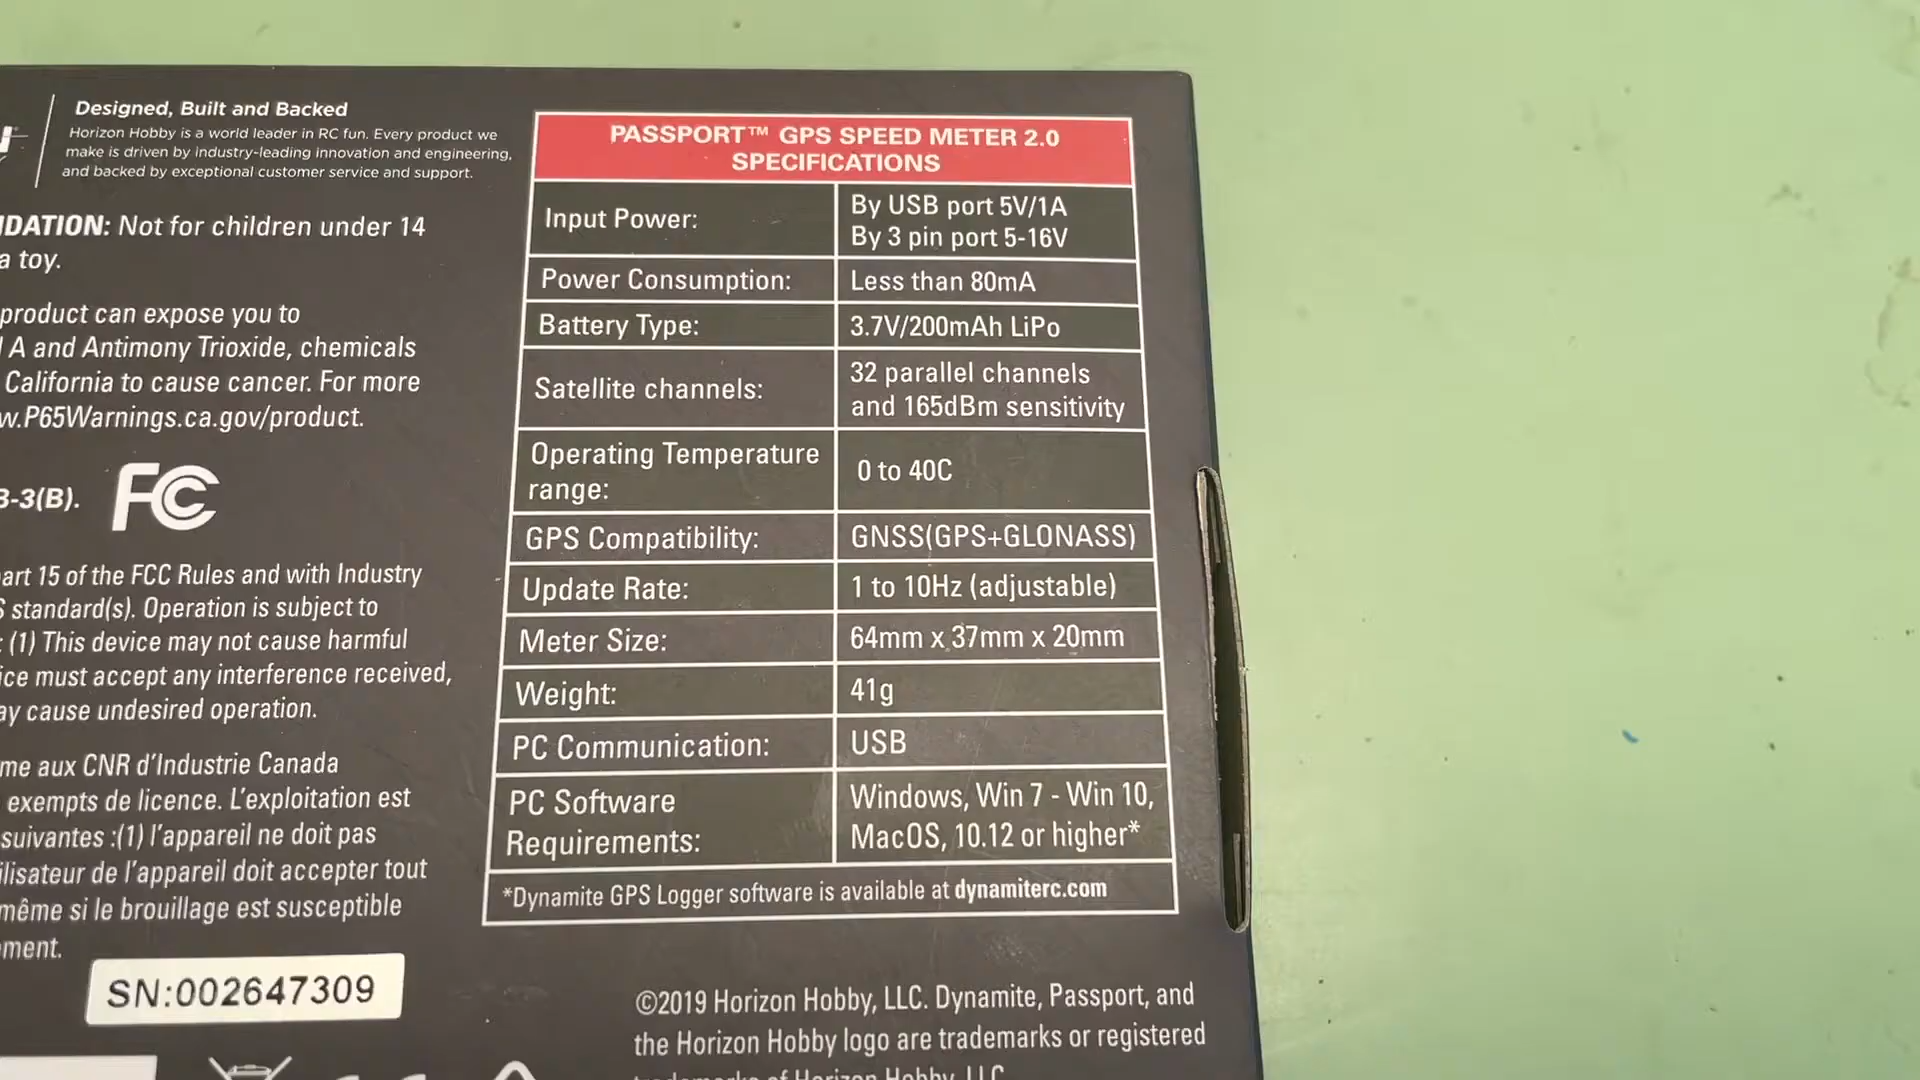 Designed, Built and Backed
Horizon Hobby is a world leader in RC fun. Every product we
make is driven by industry-leading innovation and engineering,
and backed by exceptional customer service and support.
DATION: Not for children under 14
a toy.
product can expose you to
A and Antimony Trioxide, chemicals
California to cause cancer. For more
w.P65Warnings.ca.gov/product.
B-3(B).
FC
art 15 of the FCC Rules and with Industry
S standard(s). Operation is subject to
: (1) This device may not cause harmful
ice must accept any interference received,
ay cause undesired operation.
me aux CNR d'Industrie Canada
exempts de licence. L'exploitation est
suivantes :(1) l'appareil ne doit pas
ilisateur de l'appareil doit accepter tout
même si le brouillage est susceptible
ment.
SN:002647309
PASSPORT™ GPS SPEED METER 2.0
SPECIFICATIONS
Input Power:
By USB port 5V/1A
By 3 pin port 5-16V
Power Consumption:
Less than 80mA
Battery Type:
3.7V/200mAh LiPo
Satellite channels:
32 parallel channels
and 165dBm sensitivity
Operating Temperature
range:
0 to 40C
GPS Compatibility:
GNSS(GPS+GLONASS)
Update Rate:
1 to 10Hz (adjustable)
Meter Size:
64mm x 37mm x 20mm
Weight:
41g
PC Communication:
USB
PC Software
Requirements:
Windows, Win 7 - Win 10,
MacOS, 10.12 or higher*
*Dynamite GPS Logger software is available at dynamiterc.com
©2019 Horizon Hobby, LLC. Dynamite, Passport, and
the Horizon Hobby logo are trademarks or registered
trademarks of Horizon Hobby, LLC